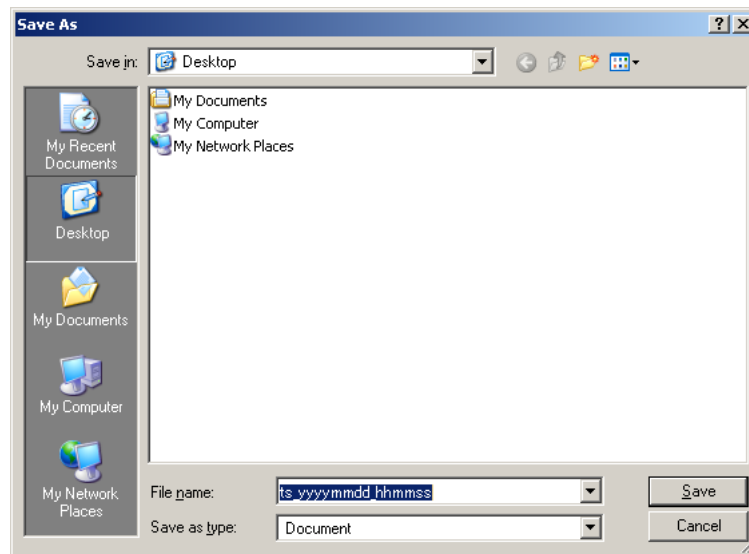 Save As
Save in:
Desktop
My Documents
My Computer
My Network Places
My Recent
Documents
Desktop
My Documents
My Computer
My Network
Places
File name:
ts_yyyymmdd_hhmmss
Save
Save as type:
Document
Cancel